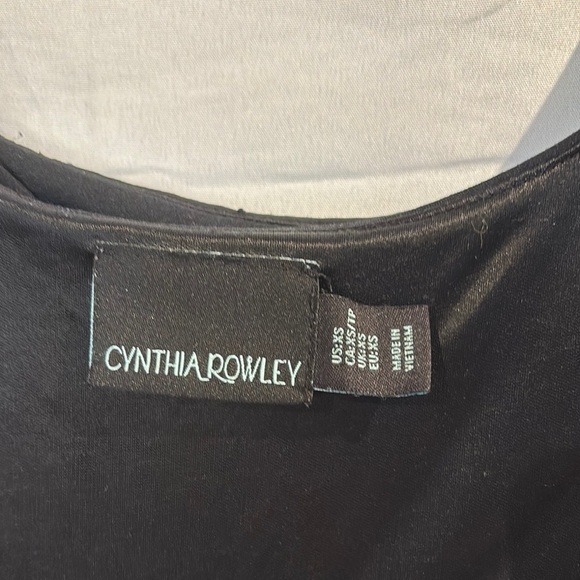 CYNTHIA ROWLEY
US:XS
CA:XS/TP
UK:XS
EU:XS
MADE IN
VIETNAM